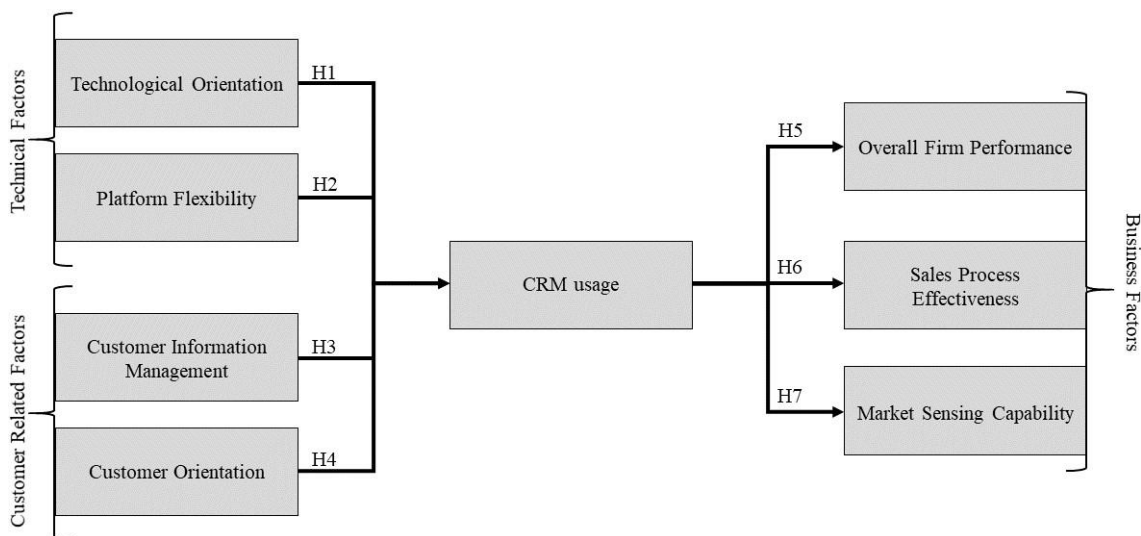 Technical Factors
Technological Orientation
H1
Platform Flexibility
H2
Customer Related Factors
Customer Information
Management
H3
Customer Orientation
H4
CRM usage
H5
Overall Firm Performance
H6
Sales Process
Effectiveness
H7
Market Sensing Capability
Business Factors